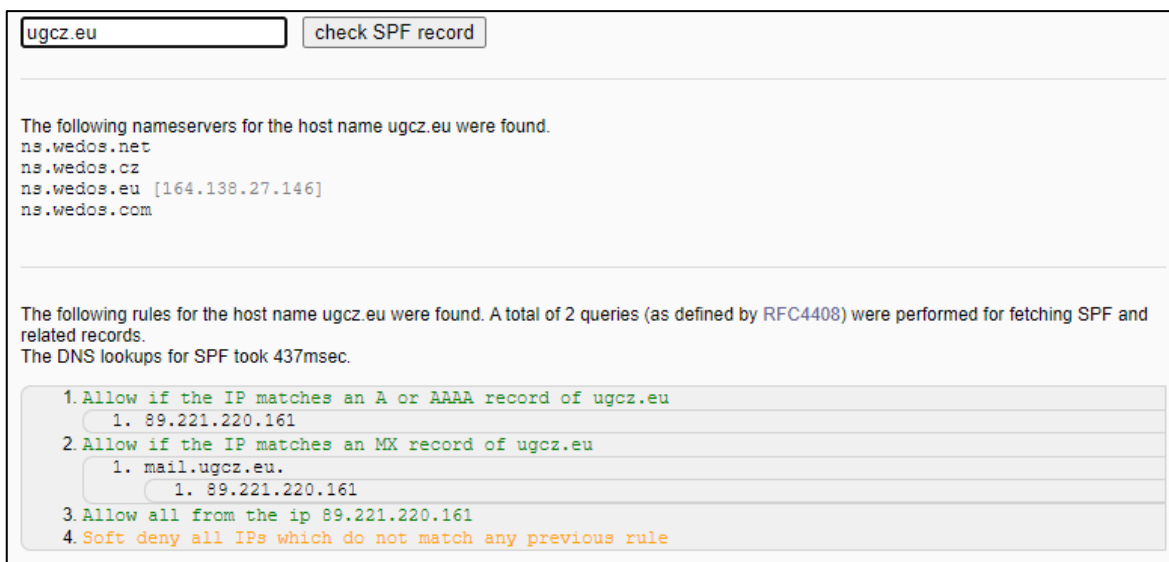 ugcz.eu check SPF record
The following nameservers for the host name ugcz.eu were found.
ns.wedos.net
ns.wedos.cz
ns.wedos.eu [164.138.27.146]
ns.wedos.com
The following rules for the host name ugcz.eu were found. A total of 2 queries (as defined by RFC4408) were performed for fetching SPF and
related records.
The DNS lookups for SPF took 437msec.
1. Allow if the IP matches an A or AAAA record of ugcz.eu
1. 89.221.220.161
2. Allow if the IP matches an MX record of ugcz.eu
1. mail.ugcz.eu.
1. 89.221.220.161
3. Allow all from the ip 89.221.220.161
4. Soft deny all IPs which do not match any previous rule